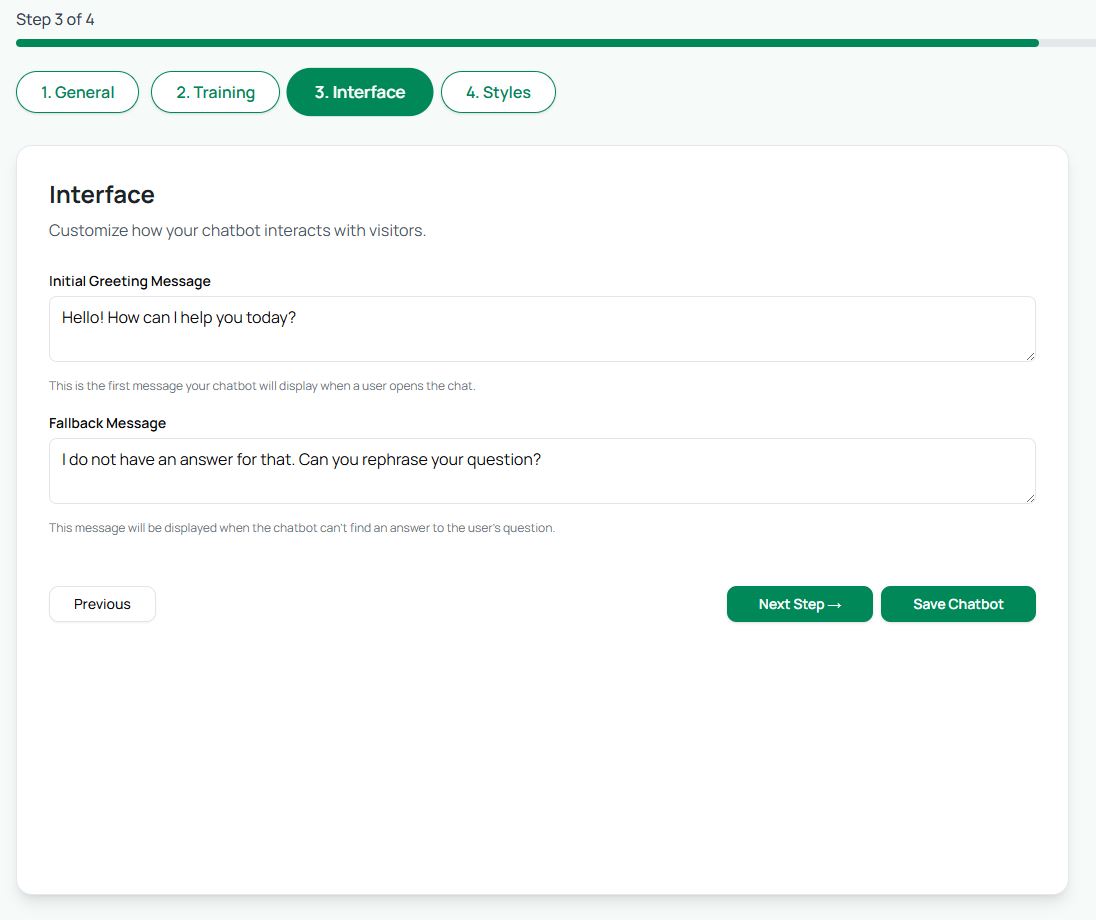 Step 3 of 4
1. General
2. Training
3. Interface
4. Styles
Interface
Customize how your chatbot interacts with visitors.
Initial Greeting Message
Hello! How can I help you today?
This is the first message your chatbot will display when a user opens the chat.
Fallback Message
I do not have an answer for that. Can you rephrase your question?
This message will be displayed when the chatbot can't find an answer to the user's question.
Previous
Next Step →
Save Chatbot